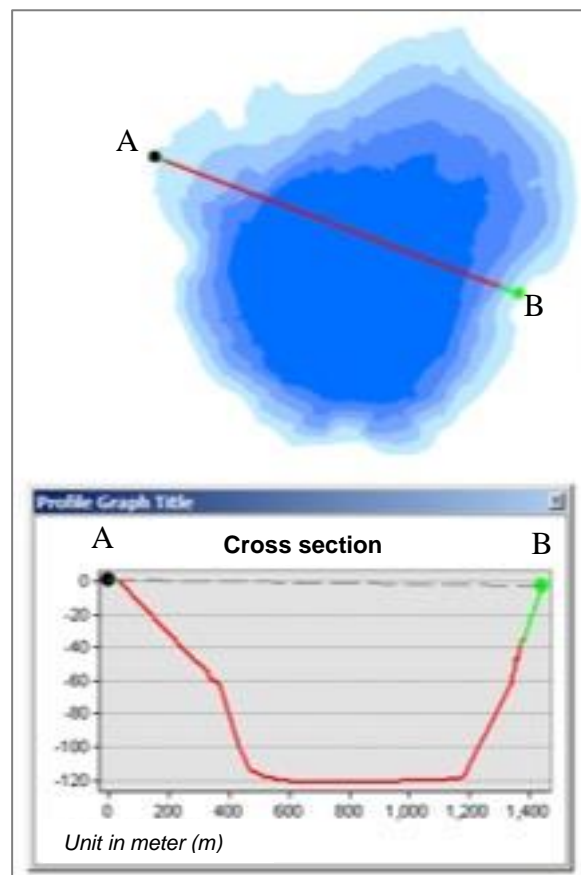 A
B
Profile Graph Title
A
Cross section
B
0
-20
-40
-60
-80
-100
-120
0 200 400 600 800 1,000 1,200 1,400
Unit in meter (m)